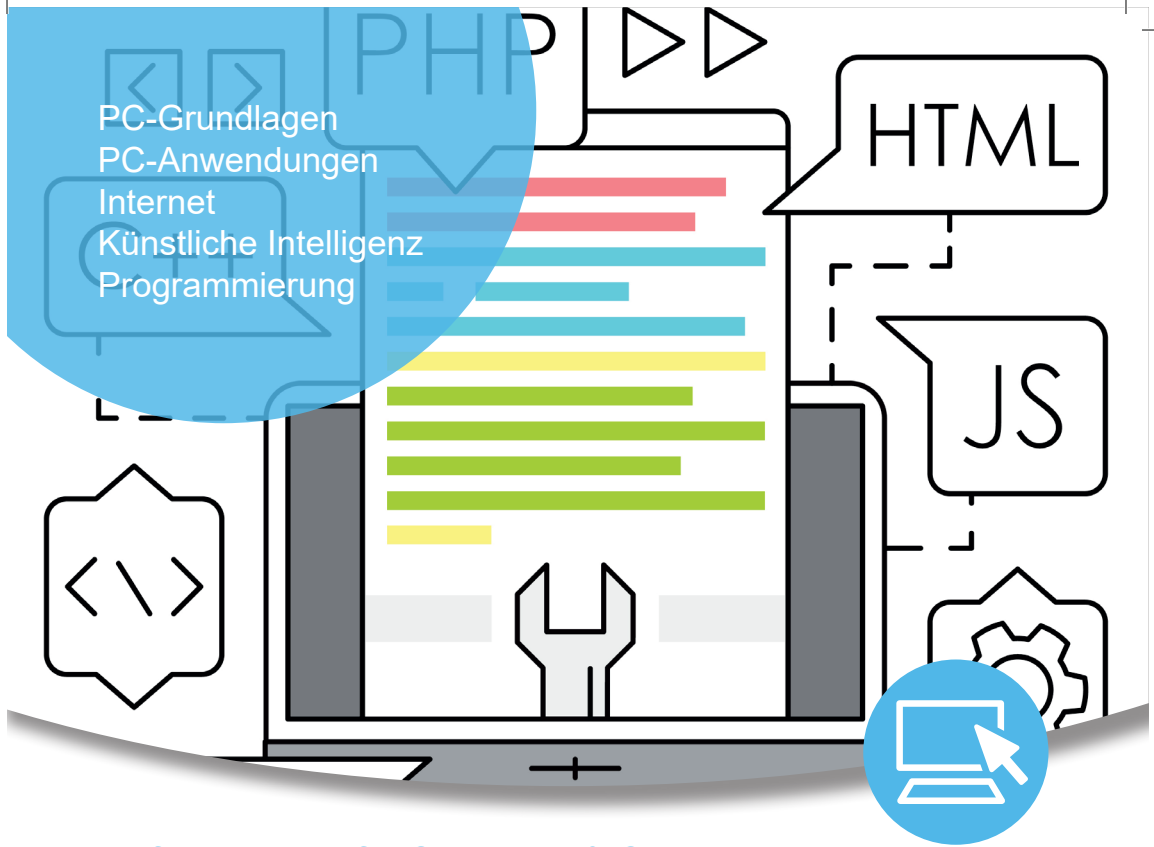 PHP
HTML
PC-Grundlagen
PC-Anwendungen
Internet
Künstliche Intelligenz
Programmierung
C++
JS